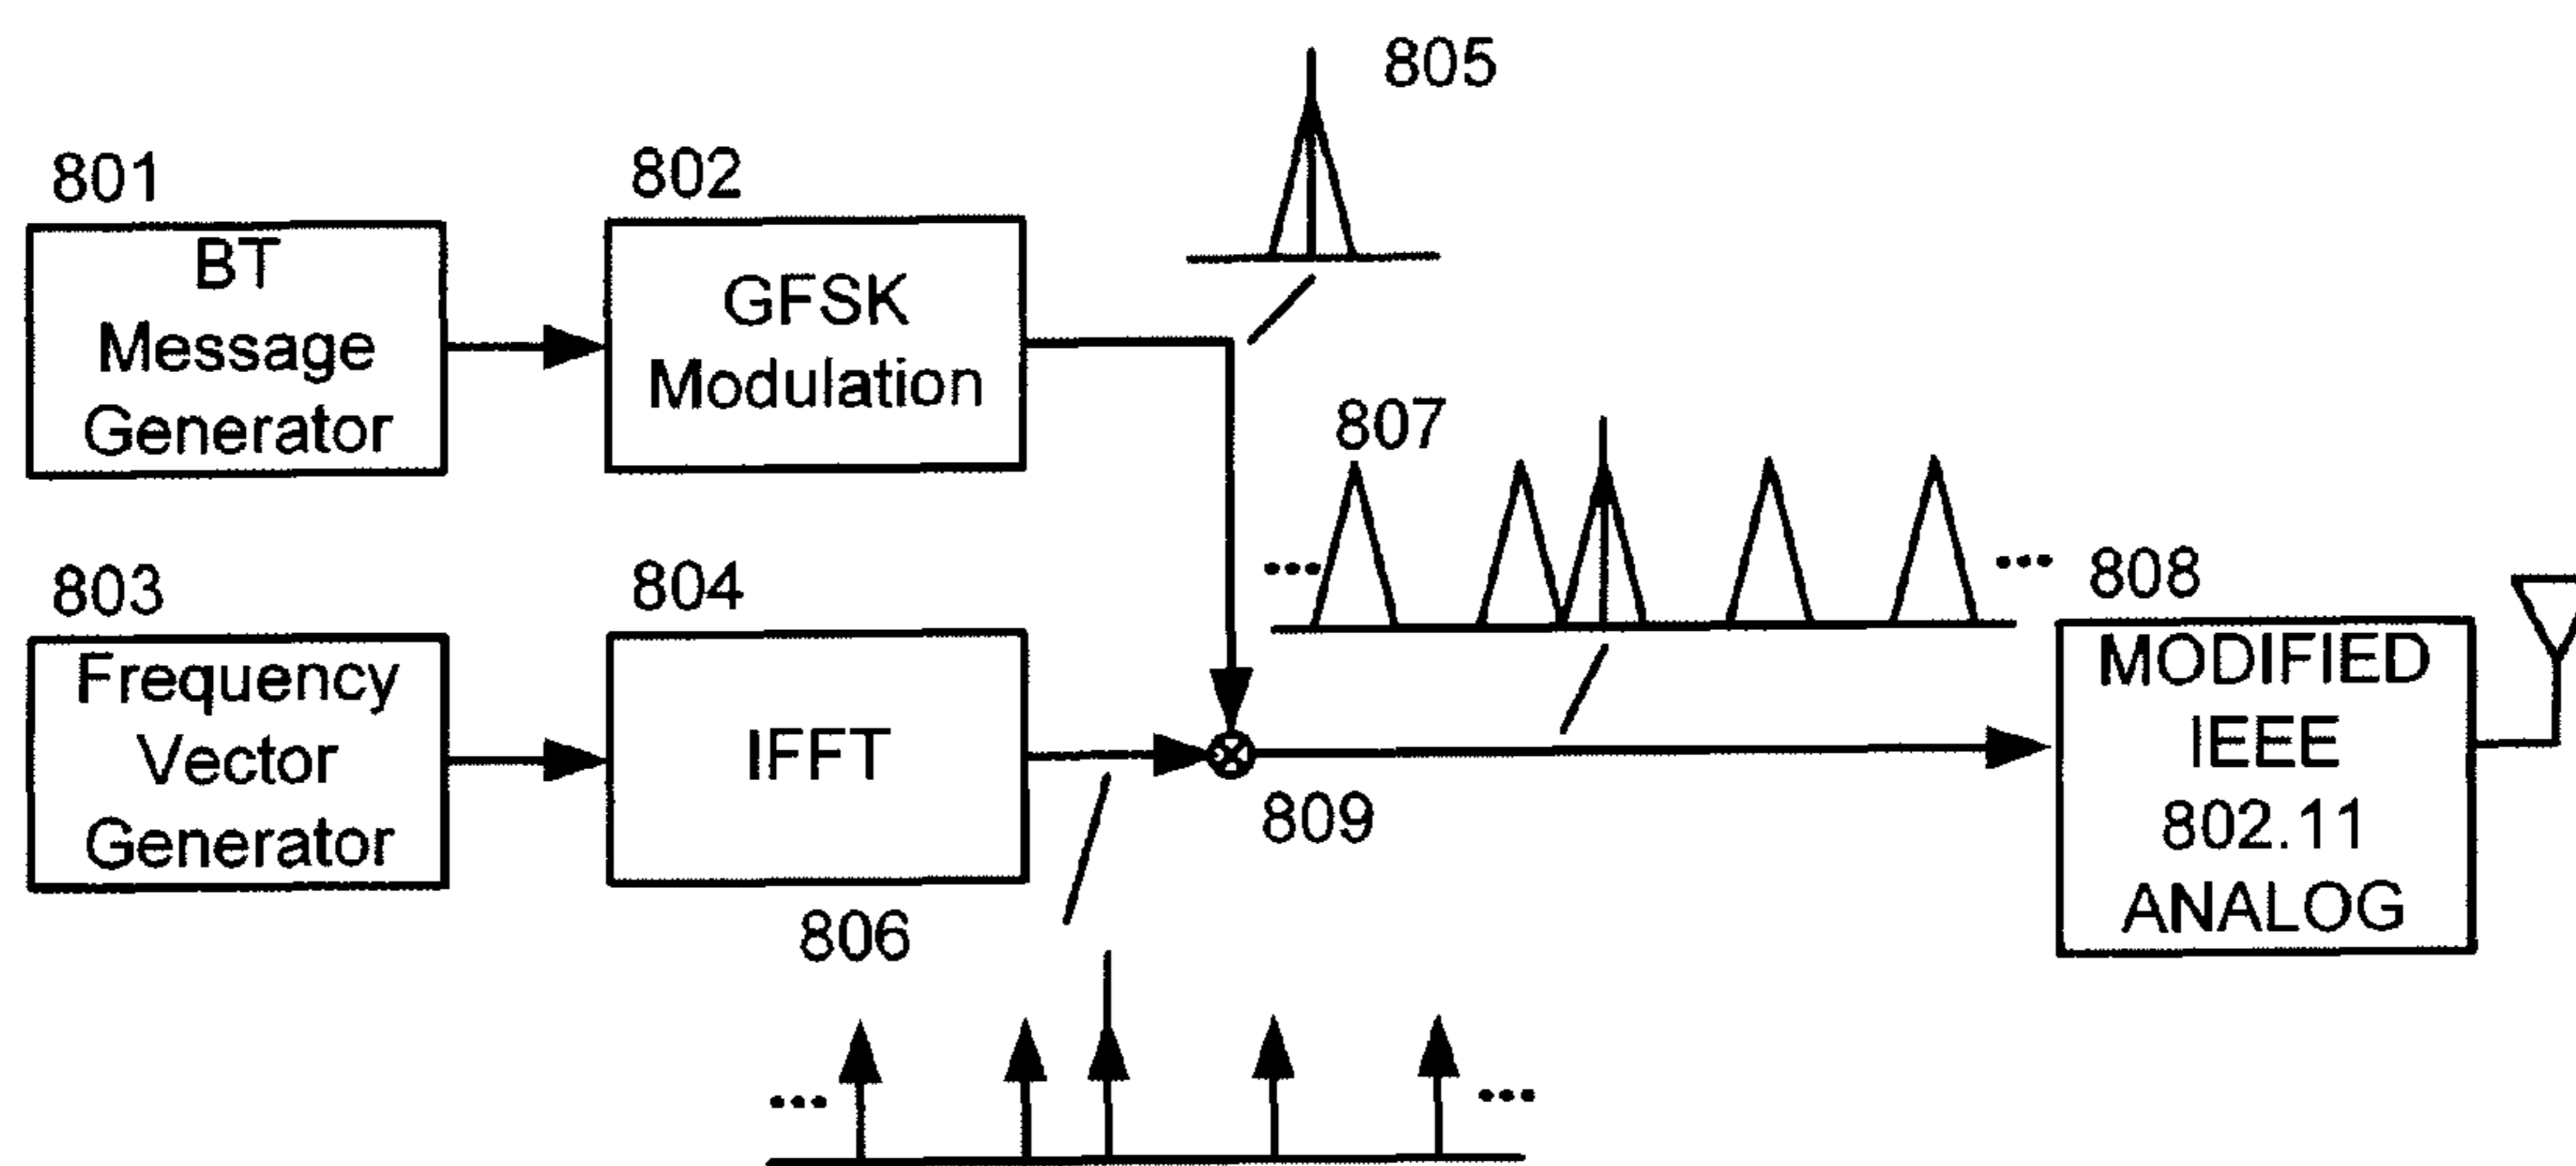 805
801
802
BT
Message
Generator
GFSK
Modulation
807
...
...
803
804
808
Frequency
Vector
Generator
IFFT
MODIFIED
IEEE
802.11
ANALOG
809
806
...
...